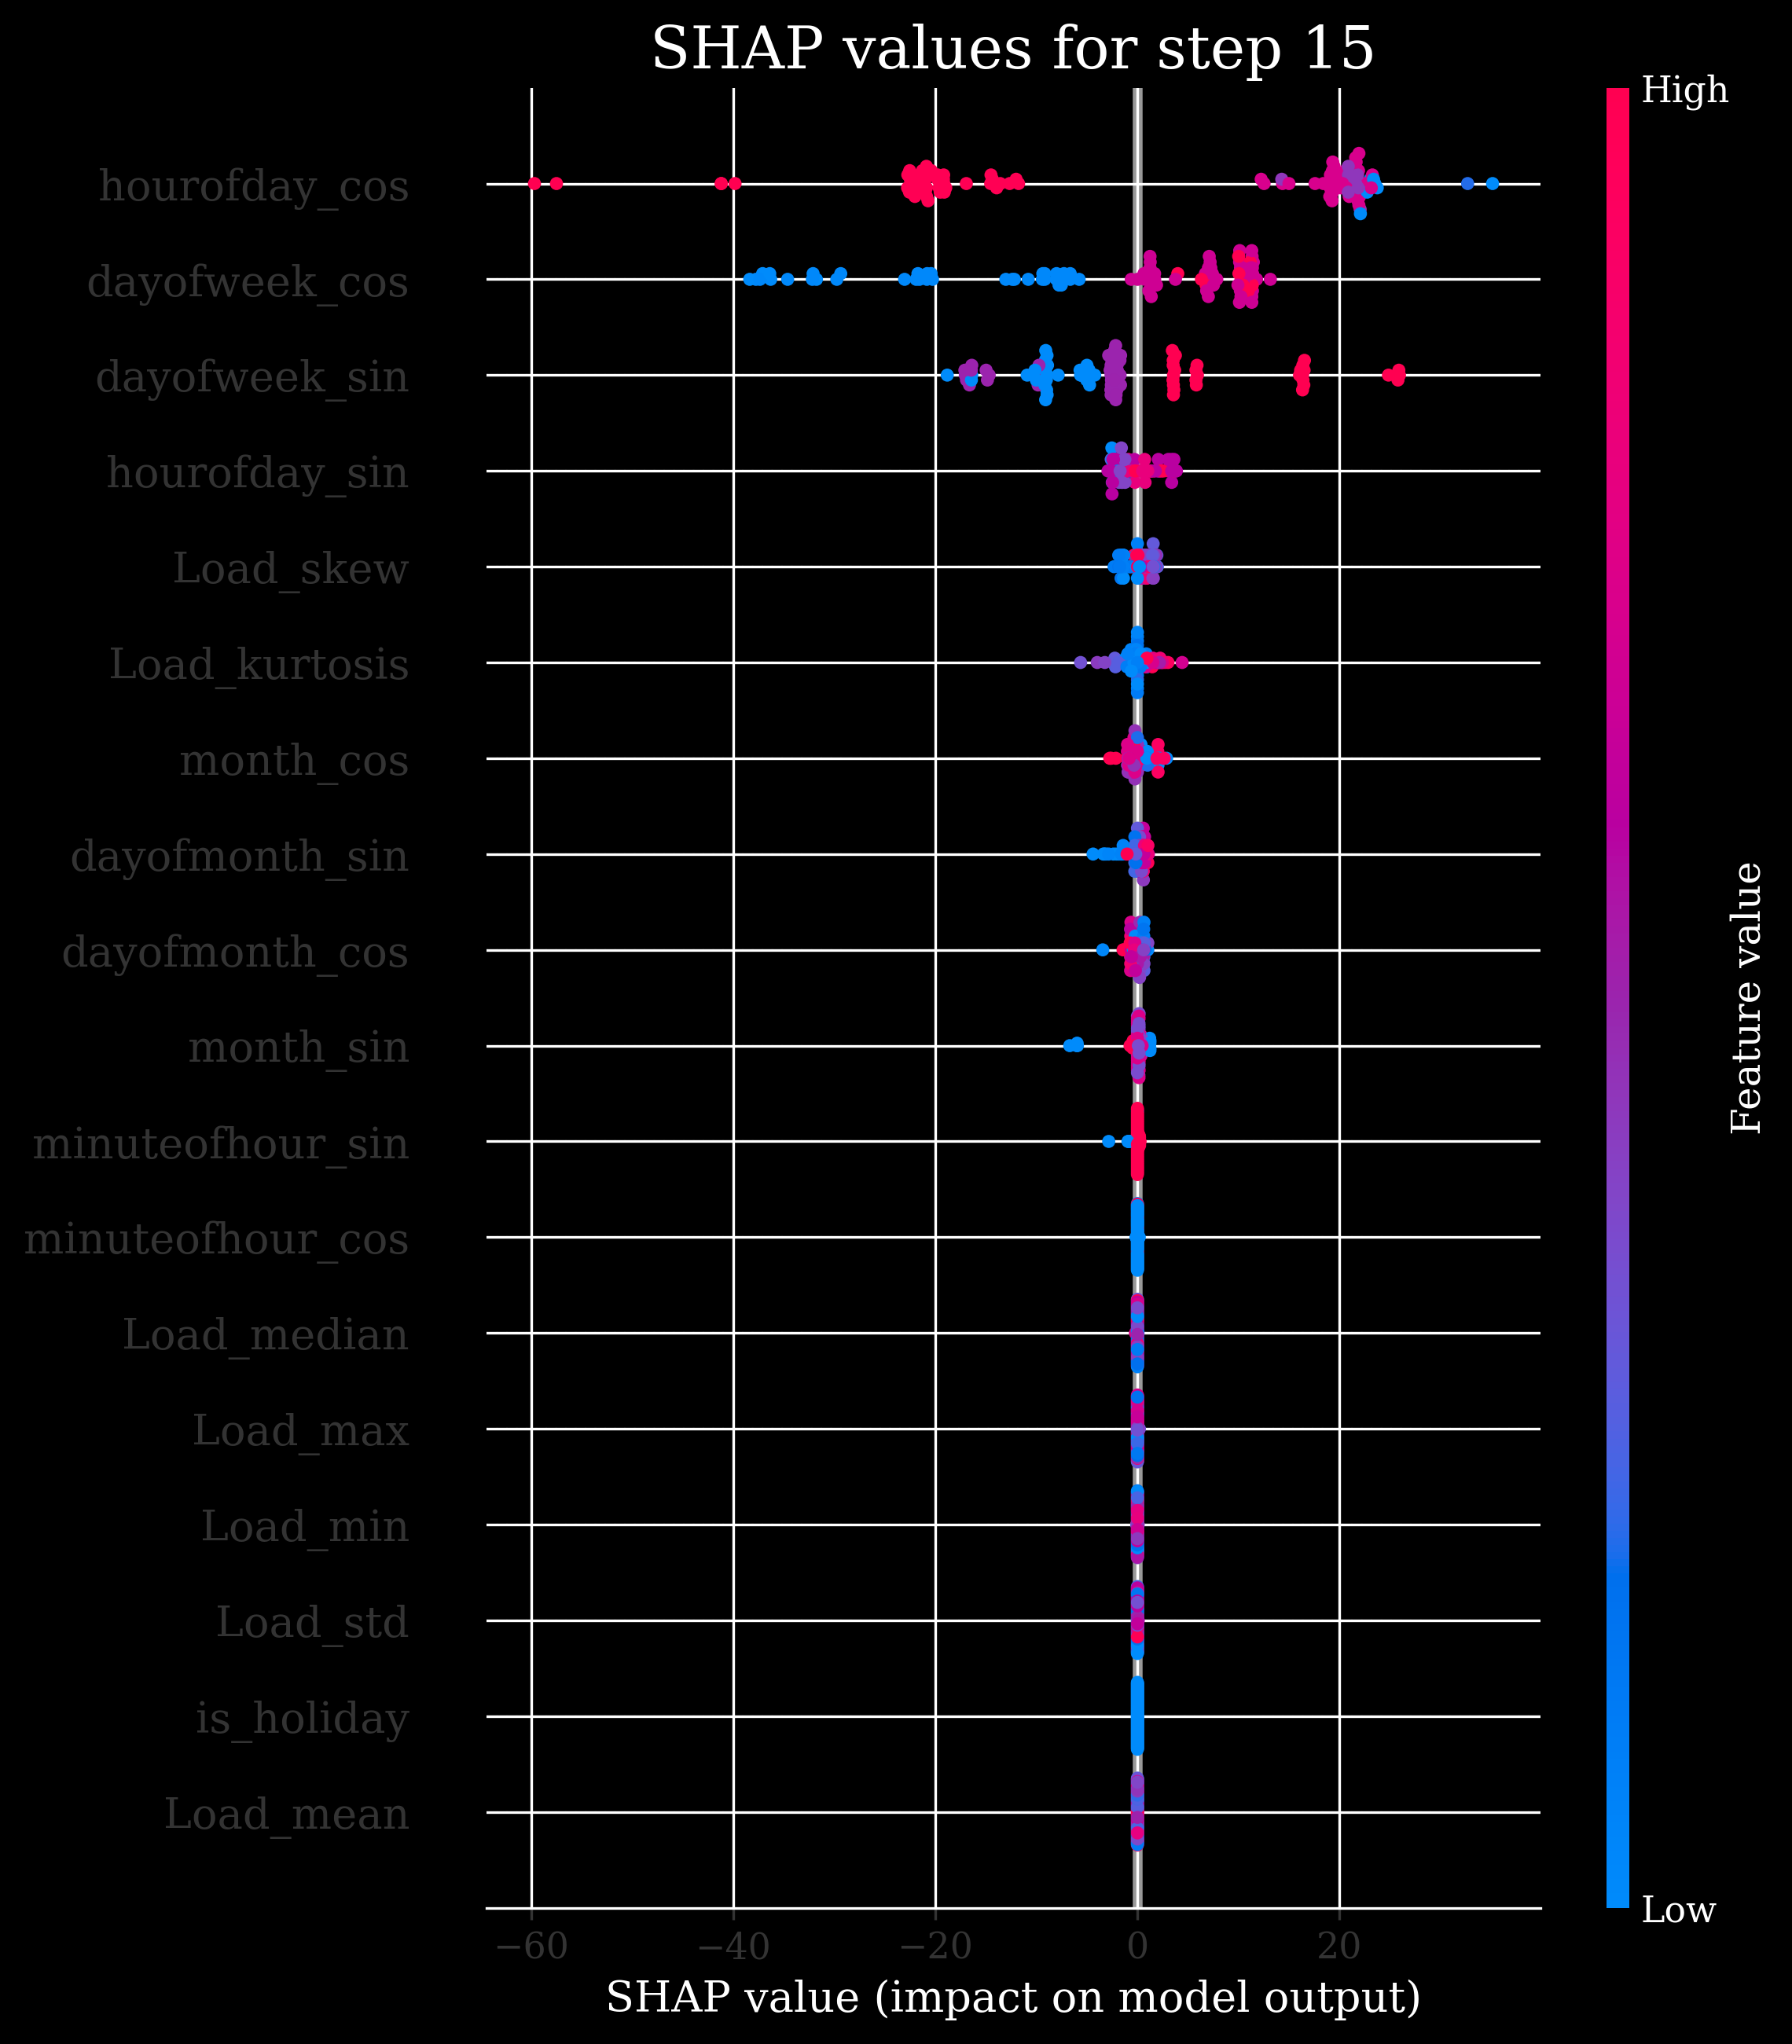 SHAP values for step 15
High
hourofday_cos
dayofweek_cos
dayofweek_sin
hourofday_sin
Load_skew
Load_kurtosis
month_cos
dayofmonth_sin
dayofmonth_cos
month_sin
minuteofhour_sin
minuteofhour_cos
Load_median
Load_max
Load_min
Load_std
is_holiday
Load_mean
Feature value
Low
−60 −40 −20 0 20
SHAP value (impact on model output)